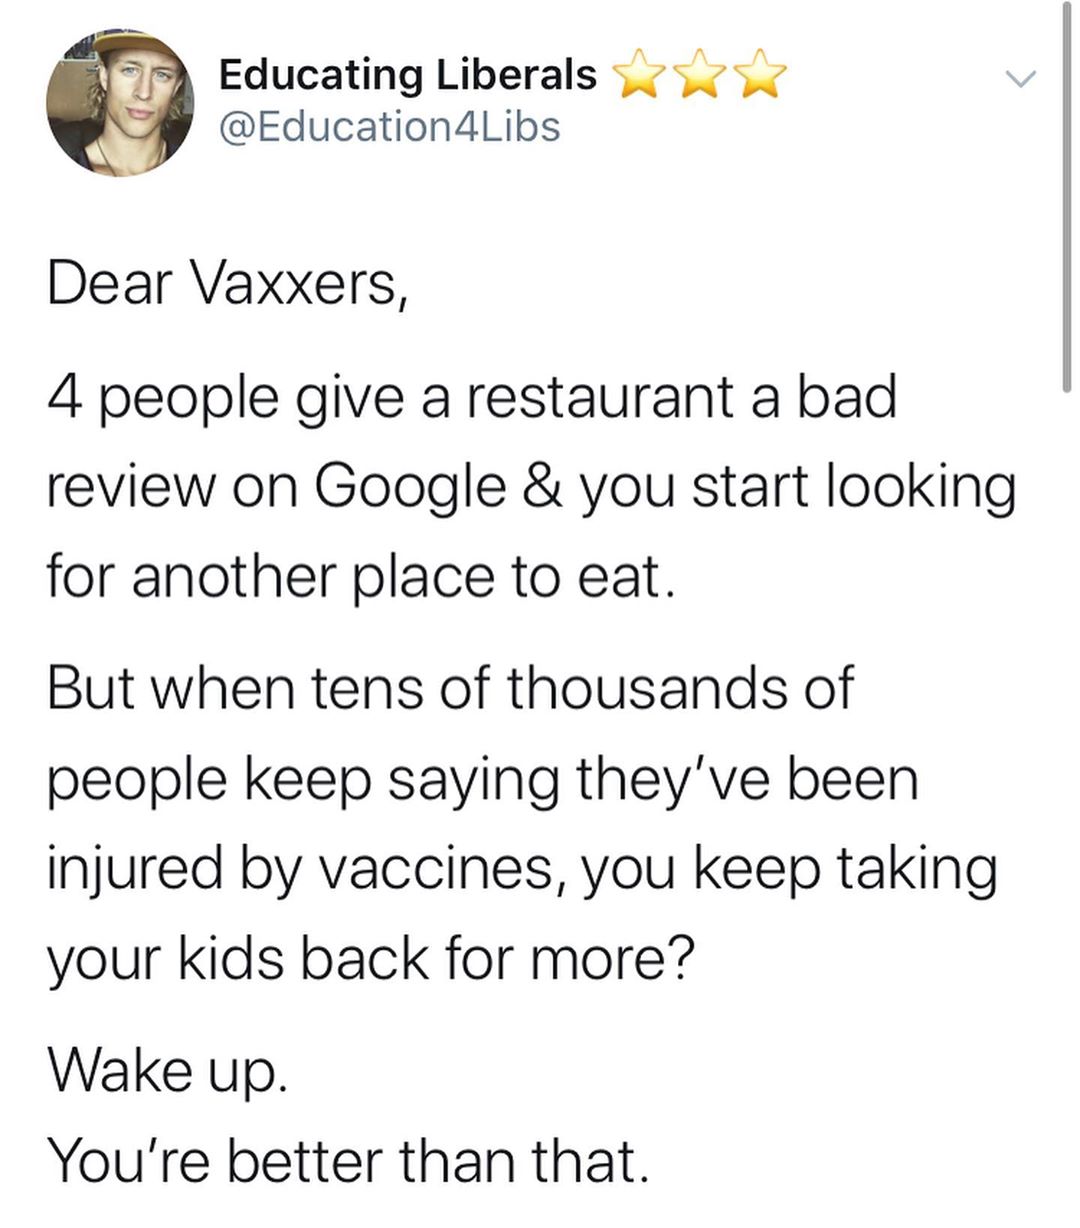 Educating Liberals ⭐⭐⭐
@Education4Libs
Dear Vaxxers,
4 people give a restaurant a bad
review on Google & you start looking
for another place to eat.
But when tens of thousands of
people keep saying they've been
injured by vaccines, you keep taking
your kids back for more?
Wake up.
You're better than that.